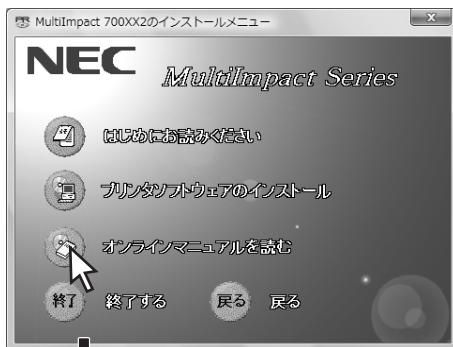 MultiImpact 700XX2のインストールメニュー
NEC
MultiImpact Series
はじめにお読みください
プリンタソフトウェアのインストール
オンラインマニュアルを読む
終了 終了する 戻る 戻る